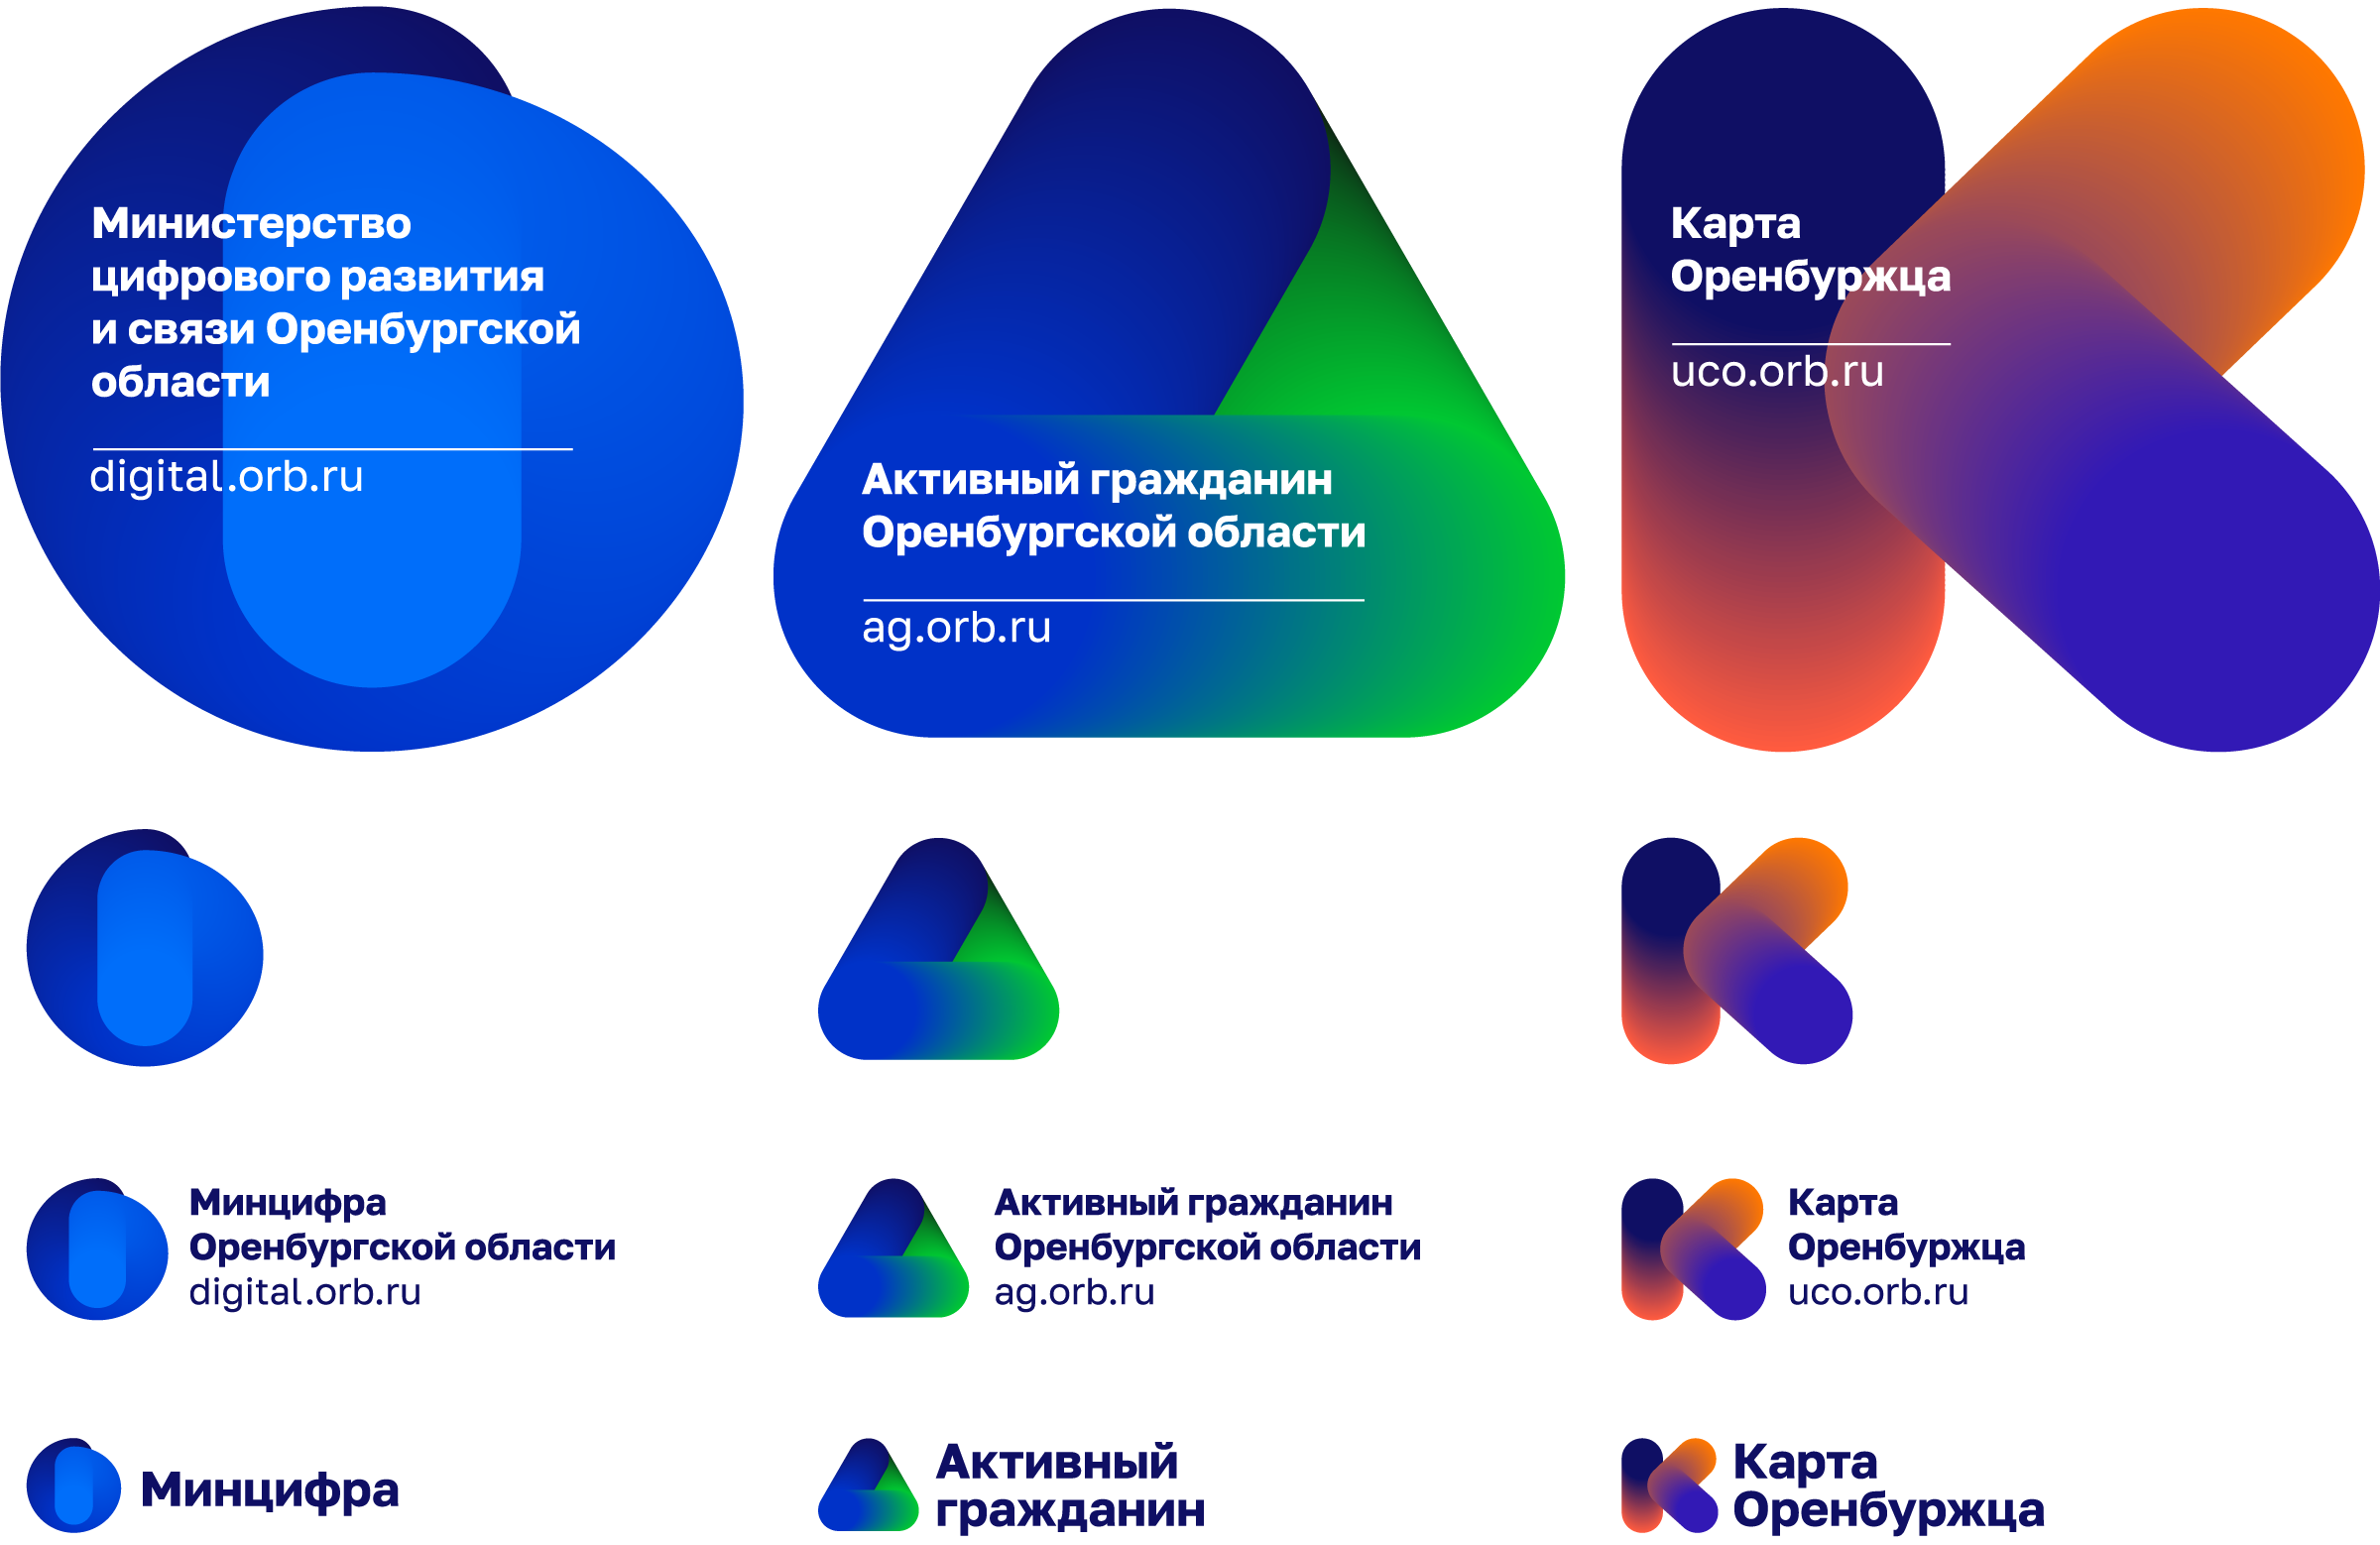 Министерство
цифрового развития
и связи Оренбургской
области
digital.orb.ru
Активный гражданин
Оренбургской области
ag.orb.ru
Карта
Оренбуржца
uco.orb.ru
Минцифра
Оренбургской области
digital.orb.ru
Активный гражданин
Оренбургской области
ag.orb.ru
Карта
Оренбуржца
uco.orb.ru
Минцифра
Активный
гражданин
Карта
Оренбуржца